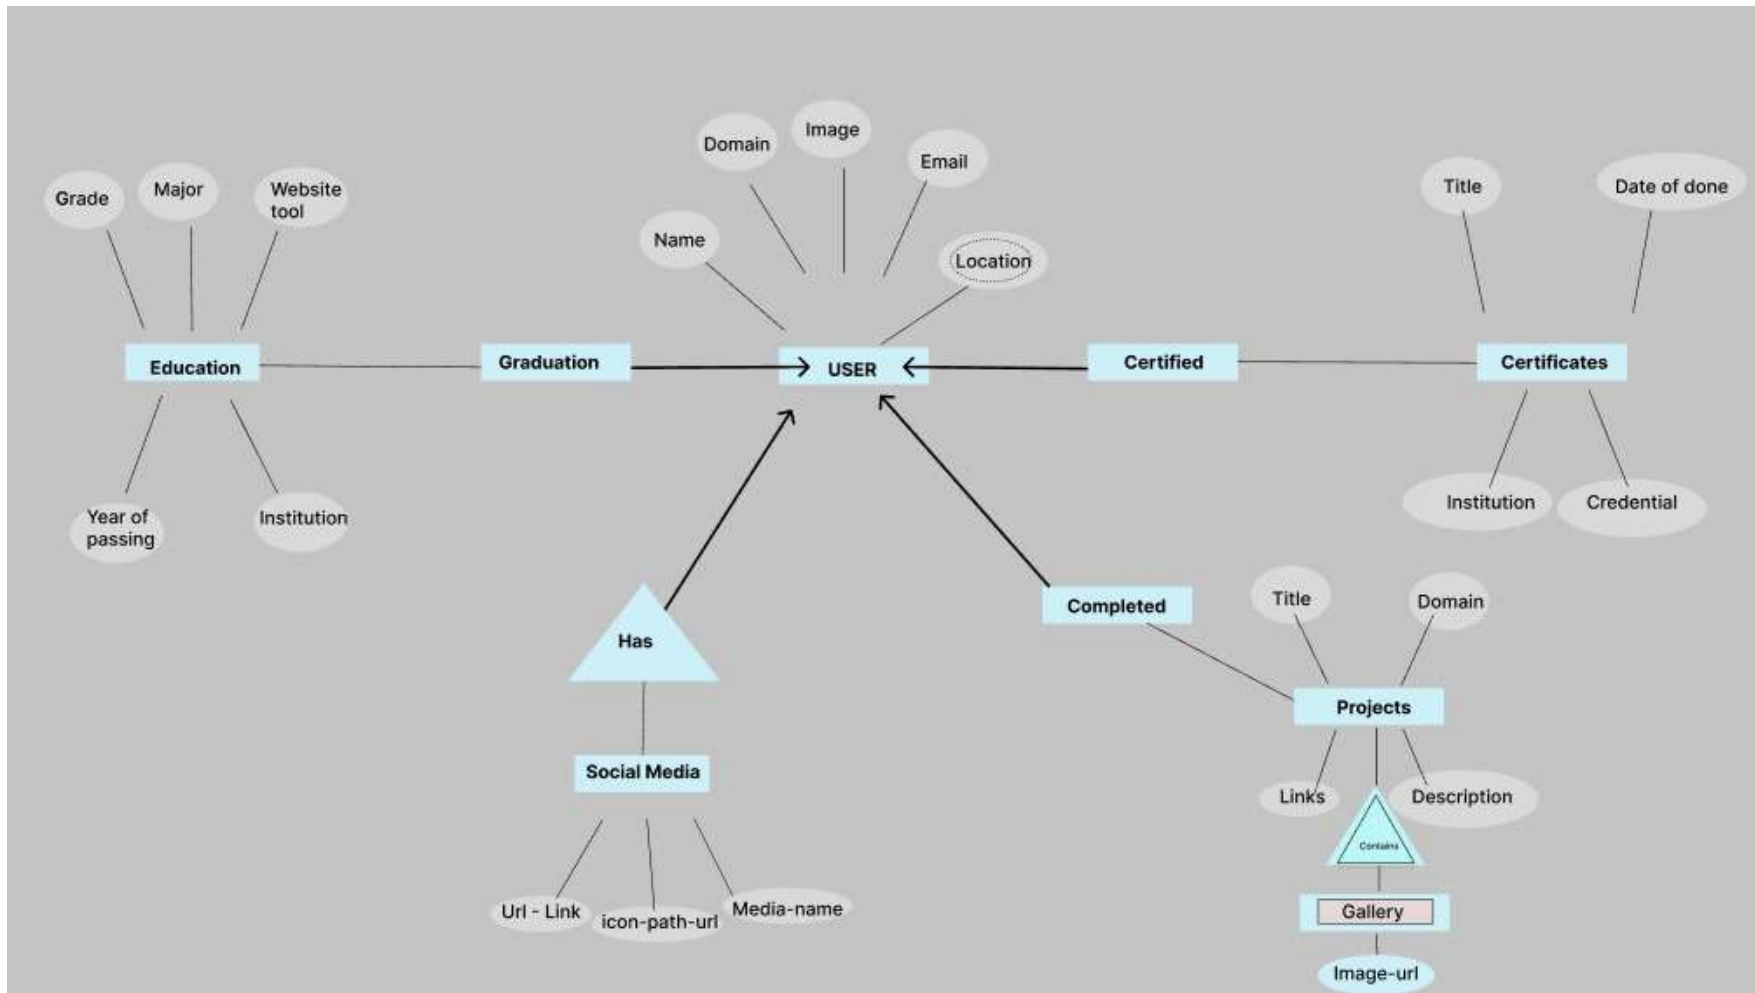 Image
Domain
Email
Title
Date of done
Grade
Major
Website
tool
Name
Location
Education
Graduation
USER
Certified
Certificates
Year of
passing
Institution
Institution
Credential
Has
Completed
Title
Domain
Projects
Social Media
Links
Description
Contains
Url - Link
icon-path-url
Media-name
Gallery
Image-url